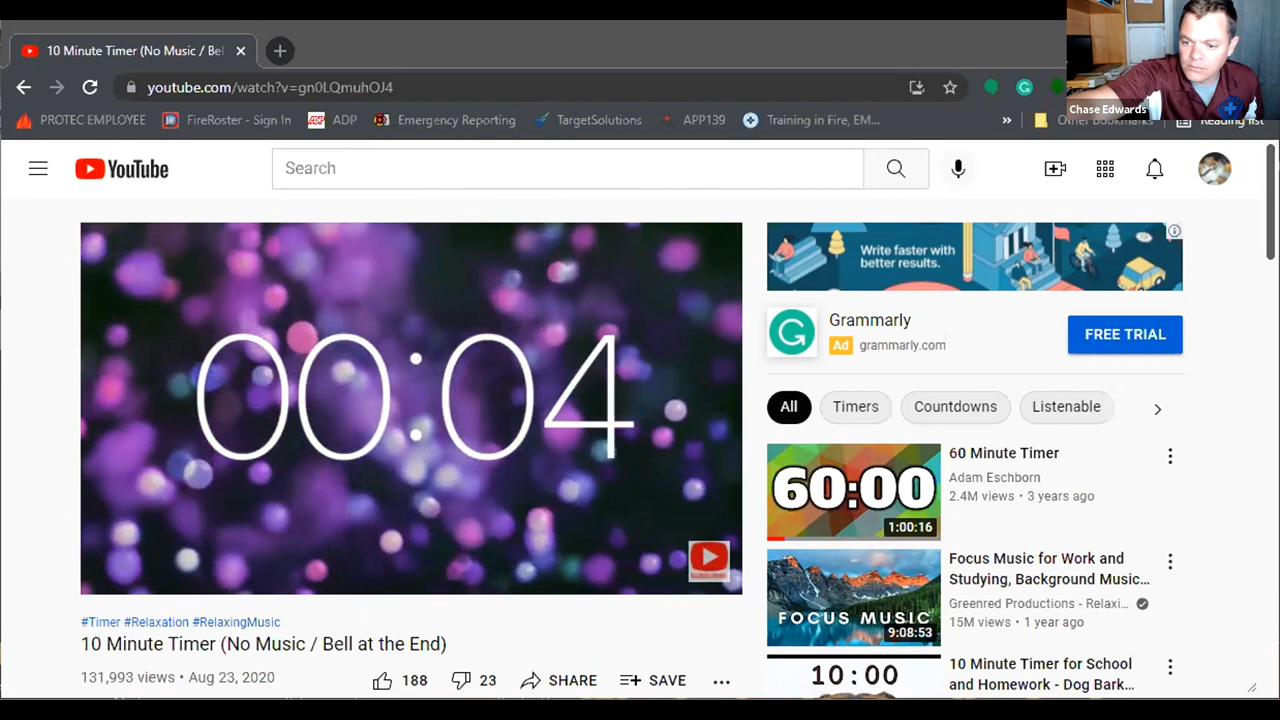 10 Minute Timer (No Music / Bel
youtube.com/watch?v=gn0LQmuhOJ4
PROTEC EMPLOYEE
FireRoster - Sign In
ADP
Emergency Reporting
TargetSolutions
APP139
Training in Fire, EM...
»
Other Bookmarks
Reading list
Chase Edwards
YouTube
Search
00:04
Write faster with
better results.
Grammarly
Ad grammarly.com
FREE TRIAL
All
Timers
Countdowns
Listenable
60:00
1:00:16
60 Minute Timer
Adam Eschborn
2.4M views • 3 years ago
FOCUS MUSIC
9:08:53
Focus Music for Work and
Studying, Background Music...
Greenred Productions - Relaxi...
15M views • 1 year ago
10:00
10 Minute Timer for School
and Homework - Dog Bark...
#Timer #Relaxation #RelaxingMusic
10 Minute Timer (No Music / Bell at the End)
131,993 views • Aug 23, 2020
188
23
SHARE
SAVE